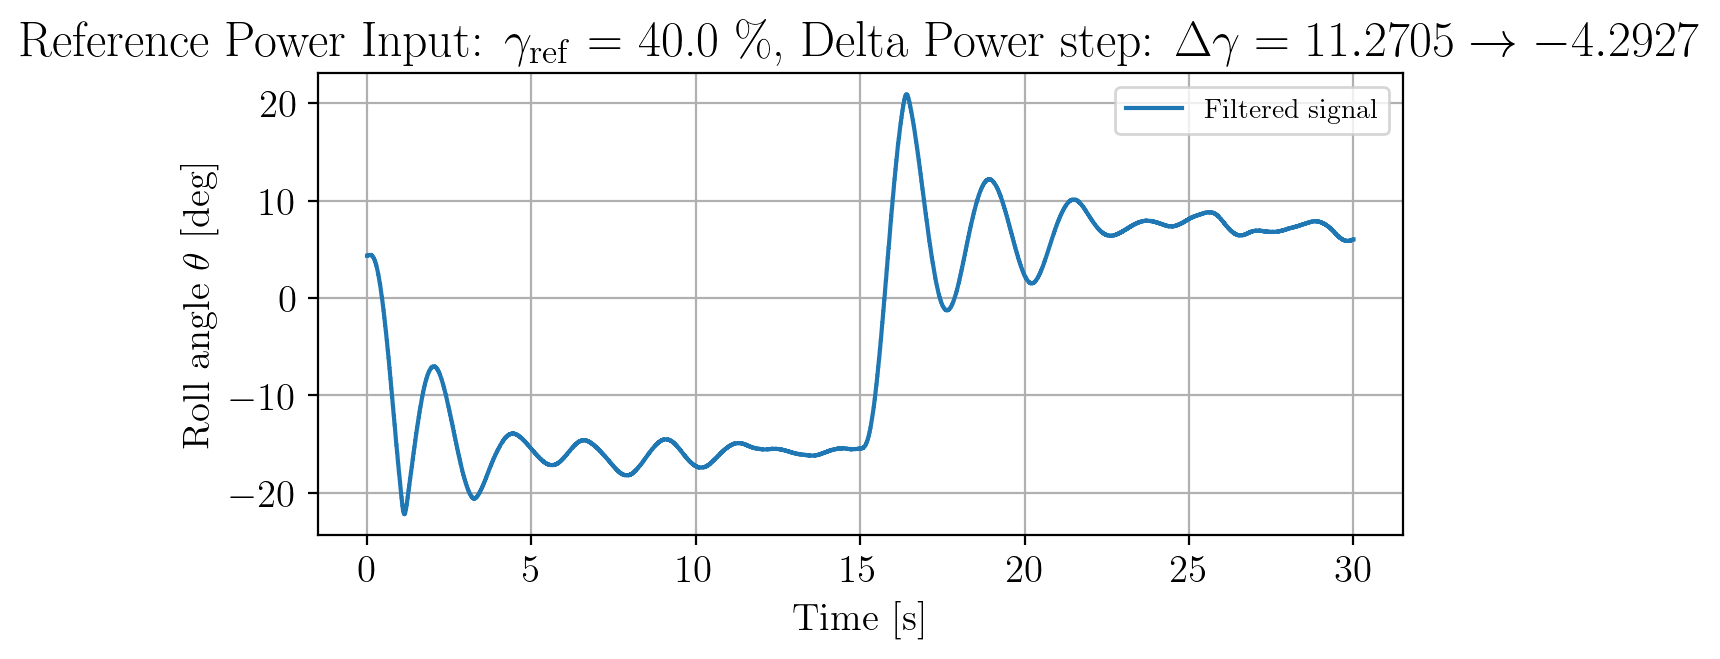 Reference Power Input: γref = 40.0 %, Delta Power step: Δγ = 11.2705 → −4.2927
Filtered signal
20
10
0
−10
−20
Roll angle θ [deg]
0 5 10 15 20 25 30
Time [s]